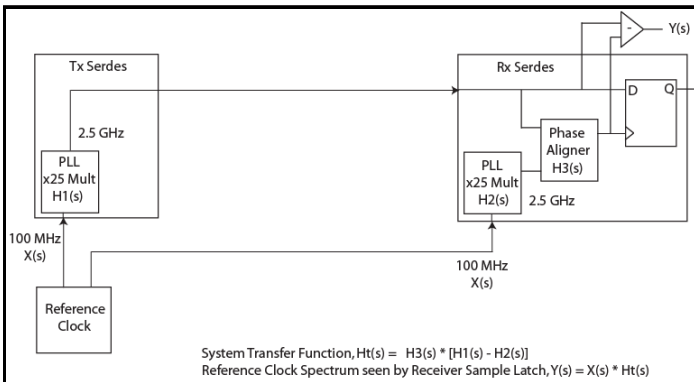 Y(s)
-
Tx Serdes
Rx Serdes
D
Q
2.5 GHz
PLL
x25 Mult
H1(s)
Phase
Aligner
H3(s)
PLL
x25 Mult
H2(s)
2.5 GHz
100 MHz
X(s)
100 MHz
X(s)
Reference
Clock
System Transfer Function, Ht(s) = H3(s) * [H1(s) - H2(s)]
Reference Clock Spectrum seen by Receiver Sample Latch, Y(s) = X(s) * Ht(s)